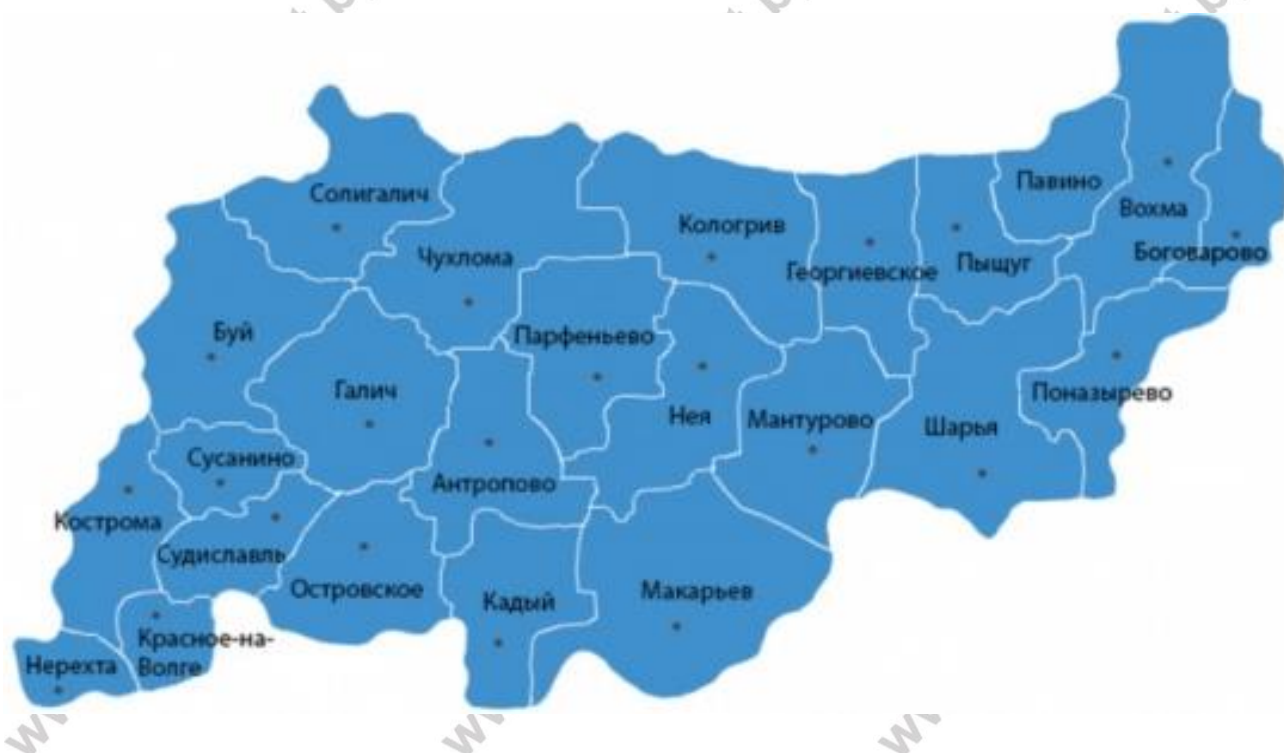 Солигалич
Павино
Вохма
Кологрив
Чухлома
Георгиевское
Пыщуг
Боговарово
Буй
Парфеньево
Галич
Нея
Мантурово
Шарья
Поназырево
Сусанино
Антропово
Кострома
Судиславль
Островское
Кадый
Макарьев
Красное-на-
Волге
Нерехта